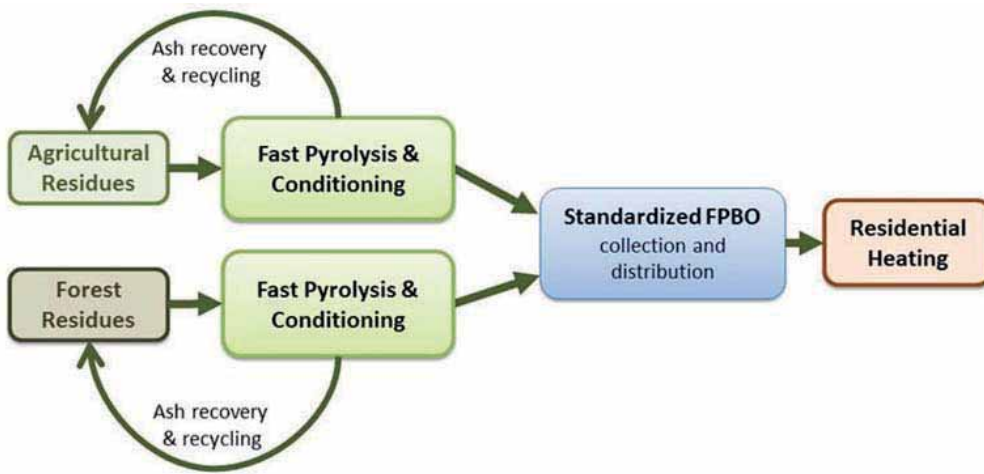 Ash recovery
& recycling
Agricultural
Residues
Fast Pyrolysis &
Conditioning
Standardized FPBO
collection and
distribution
Residential
Heating
Forest
Residues
Fast Pyrolysis &
Conditioning
Ash recovery
& recycling